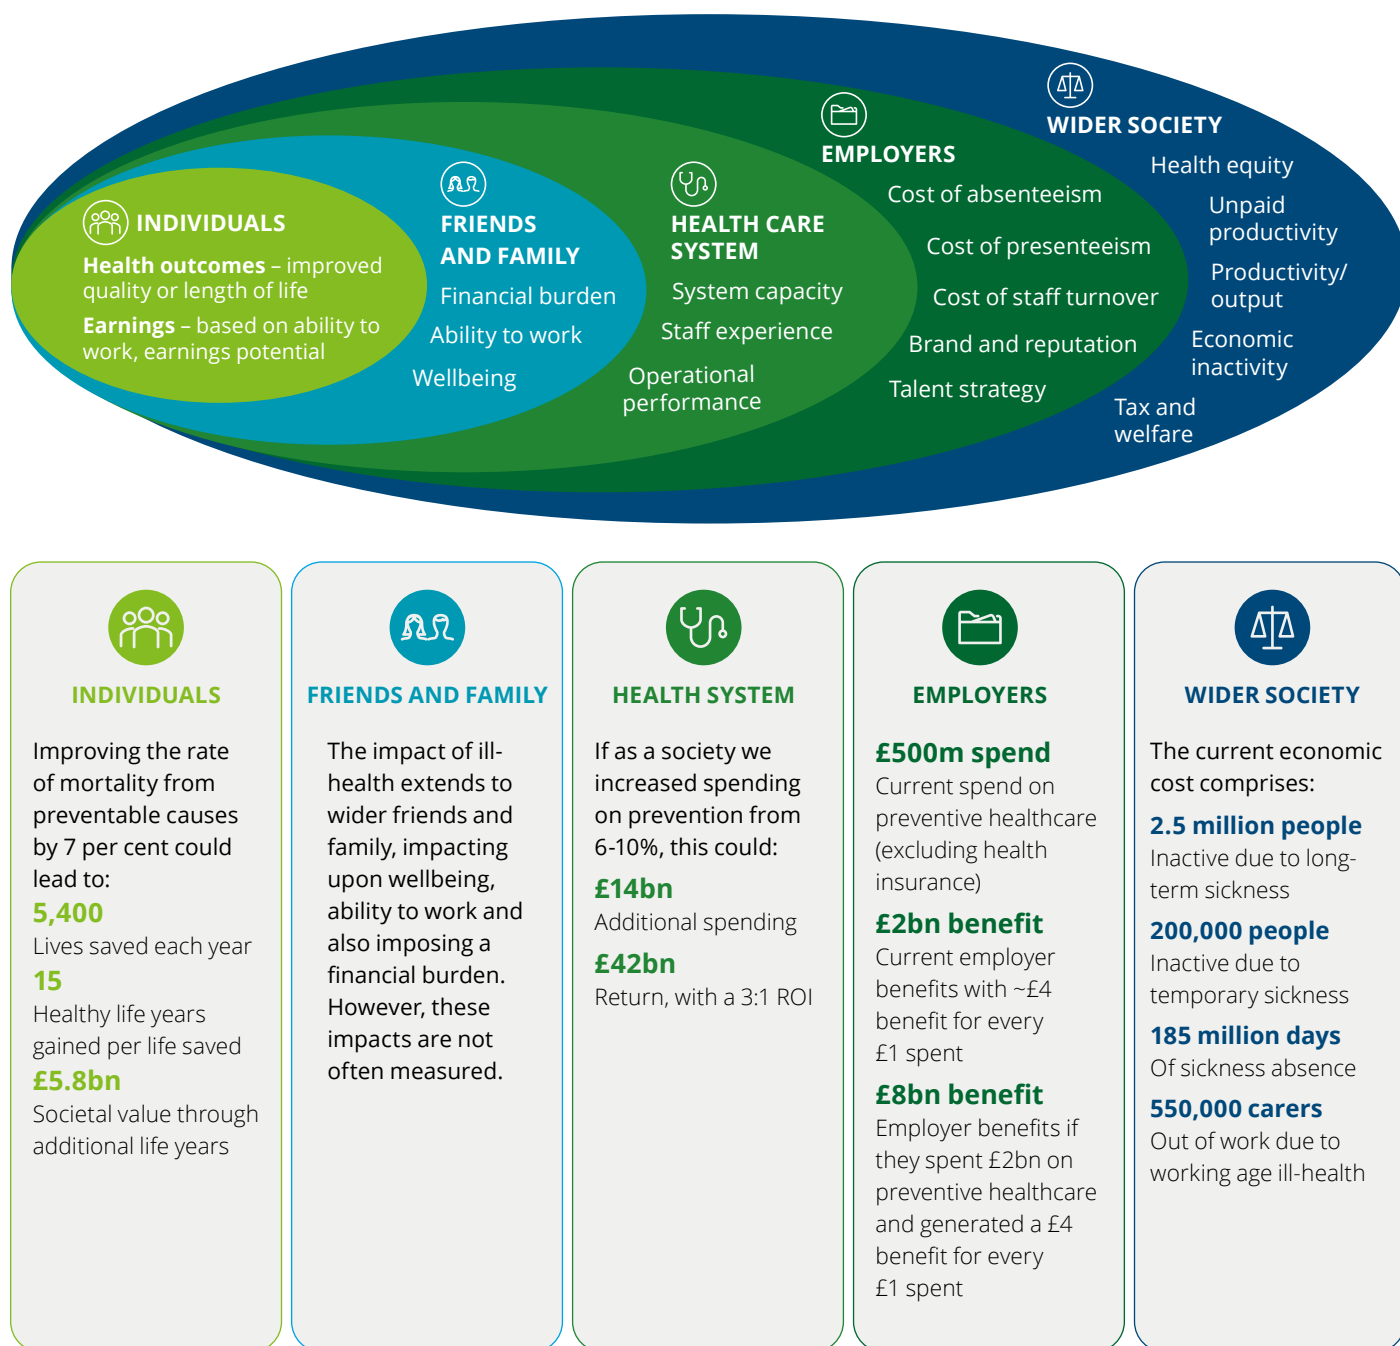 INDIVIDUALS
Health outcomes – improved
quality or length of life
Earnings – based on ability to
work, earnings potential
FRIENDS
AND FAMILY
Financial burden
Ability to work
Wellbeing
HEALTH CARE
SYSTEM
System capacity
Staff experience
Operational
performance
EMPLOYERS
Cost of absenteeism
Cost of presenteeism
Cost of staff turnover
Brand and reputation
Talent strategy
WIDER SOCIETY
Health equity
Unpaid
productivity
Productivity/
output
Economic
inactivity
Tax and
welfare
INDIVIDUALS
Improving the rate
of mortality from
preventable causes
by 7 per cent could
lead to:
5,400
Lives saved each year
15
Healthy life years
gained per life saved
£5.8bn
Societal value through
additional life years
FRIENDS AND FAMILY
The impact of ill-
health extends to
wider friends and
family, impacting
upon wellbeing,
ability to work and
also imposing a
financial burden.
However, these
impacts are not
often measured.
HEALTH SYSTEM
If as a society we
increased spending
on prevention from
6-10%, this could:
£14bn
Additional spending
£42bn
Return, with a 3:1 ROI
EMPLOYERS
£500m spend
Current spend on
preventive healthcare
(excluding health
insurance)
£2bn benefit
Current employer
benefits with ~£4
benefit for every
£1 spent
£8bn benefit
Employer benefits if
they spent £2bn on
preventive healthcare
and generated a £4
benefit for every
£1 spent
WIDER SOCIETY
The current economic
cost comprises:
2.5 million people
Inactive due to long-
term sickness
200,000 people
Inactive due to
temporary sickness
185 million days
Of sickness absence
550,000 carers
Out of work due to
working age ill-health